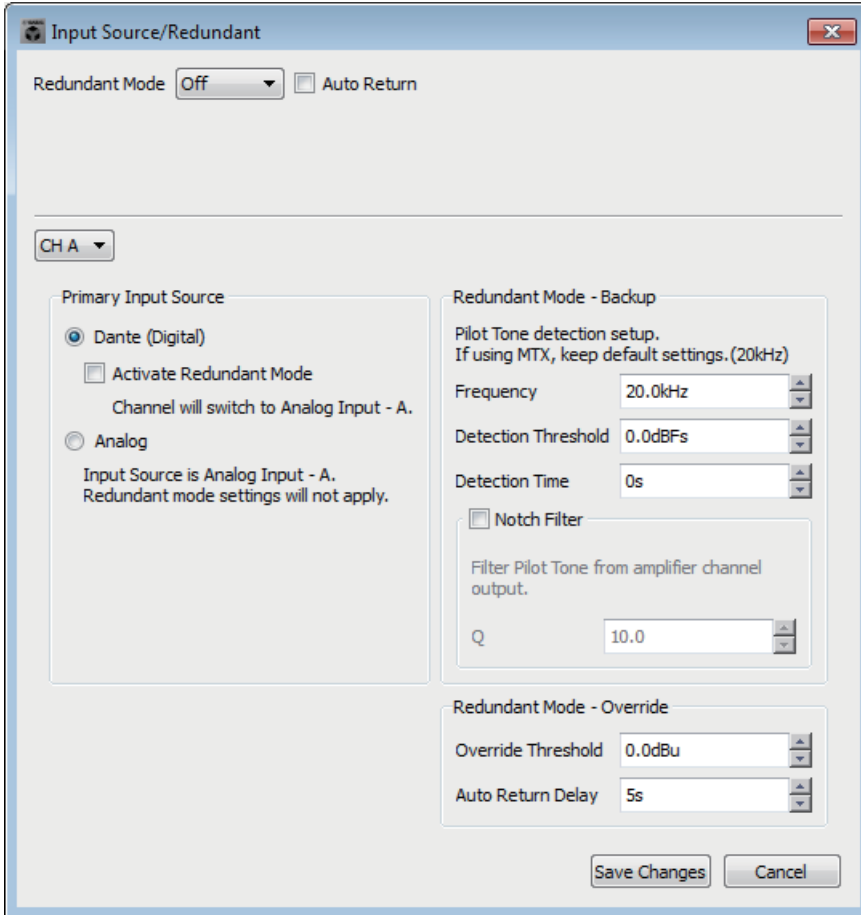 Input Source/Redundant
Redundant Mode Off Auto Return
CH A
Primary Input Source
Dante (Digital)
Activate Redundant Mode
Channel will switch to Analog Input - A.
Analog
Input Source is Analog Input - A.
Redundant mode settings will not apply.
Redundant Mode - Backup
Pilot Tone detection setup.
If using MTX, keep default settings.(20kHz)
Frequency 20.0kHz
Detection Threshold 0.0dBFs
Detection Time 0s
Notch Filter
Filter Pilot Tone from amplifier channel
output.
Q 10.0
Redundant Mode - Override
Override Threshold 0.0dBu
Auto Return Delay 5s
Save Changes Cancel